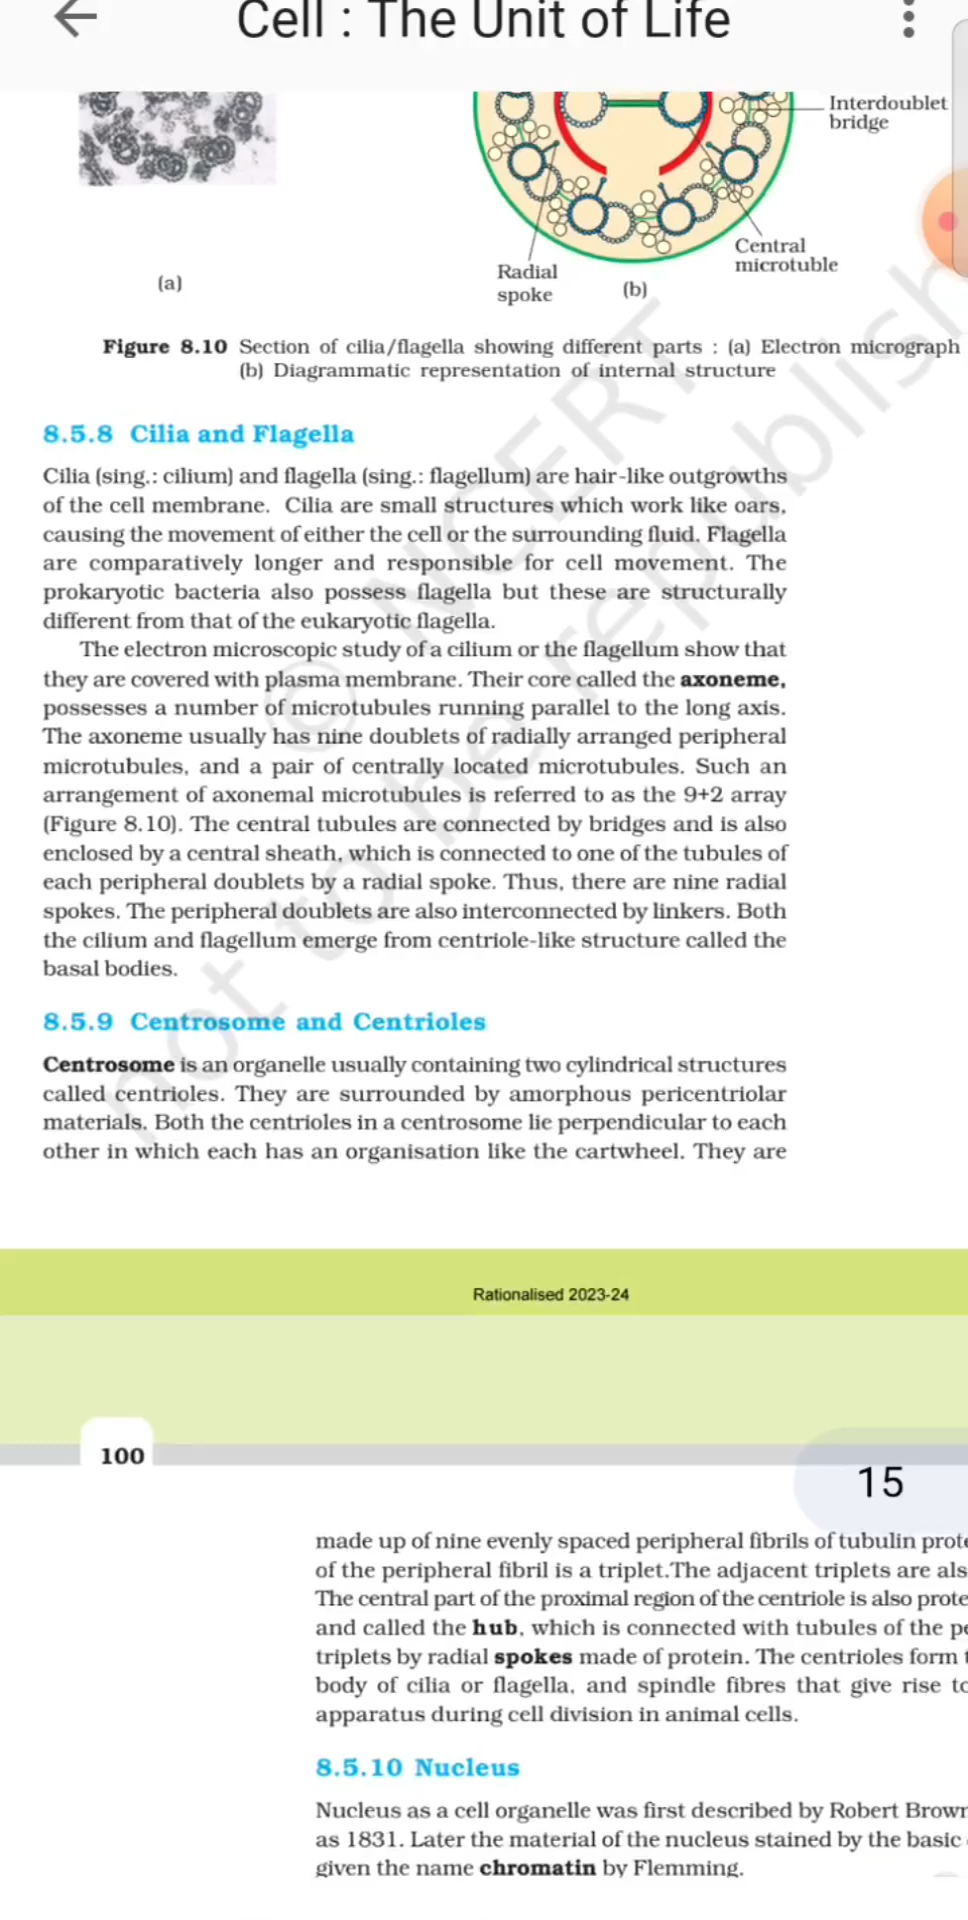 Cell : The Unit of Life
Interdoublet
bridge
Central
microtuble
Radial
spoke
(a)
(b)
Figure 8.10 Section of cilia/flagella showing different parts : (a) Electron micrograph
(b) Diagrammatic representation of internal structure
8.5.8 Cilia and Flagella
Cilia (sing.: cilium) and flagella (sing.: flagellum) are hair-like outgrowths
of the cell membrane. Cilia are small structures which work like oars,
causing the movement of either the cell or the surrounding fluid. Flagella
are comparatively longer and responsible for cell movement. The
prokaryotic bacteria also possess flagella but these are structurally
different from that of the eukaryotic flagella.
The electron microscopic study of a cilium or the flagellum show that
they are covered with plasma membrane. Their core called the axoneme,
possesses a number of microtubules running parallel to the long axis.
The axoneme usually has nine doublets of radially arranged peripheral
microtubules, and a pair of centrally located microtubules. Such an
arrangement of axonemal microtubules is referred to as the 9+2 array
(Figure 8.10). The central tubules are connected by bridges and is also
enclosed by a central sheath, which is connected to one of the tubules of
each peripheral doublets by a radial spoke. Thus, there are nine radial
spokes. The peripheral doublets are also interconnected by linkers. Both
the cilium and flagellum emerge from centriole-like structure called the
basal bodies.
8.5.9 Centrosome and Centrioles
Centrosome is an organelle usually containing two cylindrical structures
called centrioles. They are surrounded by amorphous pericentriolar
materials. Both the centrioles in a centrosome lie perpendicular to each
other in which each has an organisation like the cartwheel. They are
© NCERT
not to be republish
Rationalised 2023-24
100
15
made up of nine evenly spaced peripheral fibrils of tubulin prote
of the peripheral fibril is a triplet.The adjacent triplets are als
The central part of the proximal region of the centriole is also prote
and called the hub, which is connected with tubules of the pe
triplets by radial spokes made of protein. The centrioles form t
body of cilia or flagella, and spindle fibres that give rise to
apparatus during cell division in animal cells.
8.5.10 Nucleus
Nucleus as a cell organelle was first described by Robert Brown
as 1831. Later the material of the nucleus stained by the basic
given the name chromatin by Flemming.